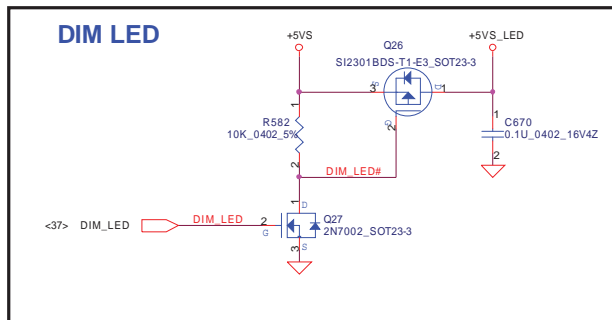 DIM LED
+5VS
+5VS_LED
Q26
SI2301BDS-T1-E3_SOT23-3
S
D
3
1
G
2
1
R582
10K_0402_5%
2
1
C670
0.1U_0402_16V4Z
2
DIM_LED#
1
D
<37> DIM_LED
DIM_LED
2
G
Q27
2N7002_SOT23-3
S
3